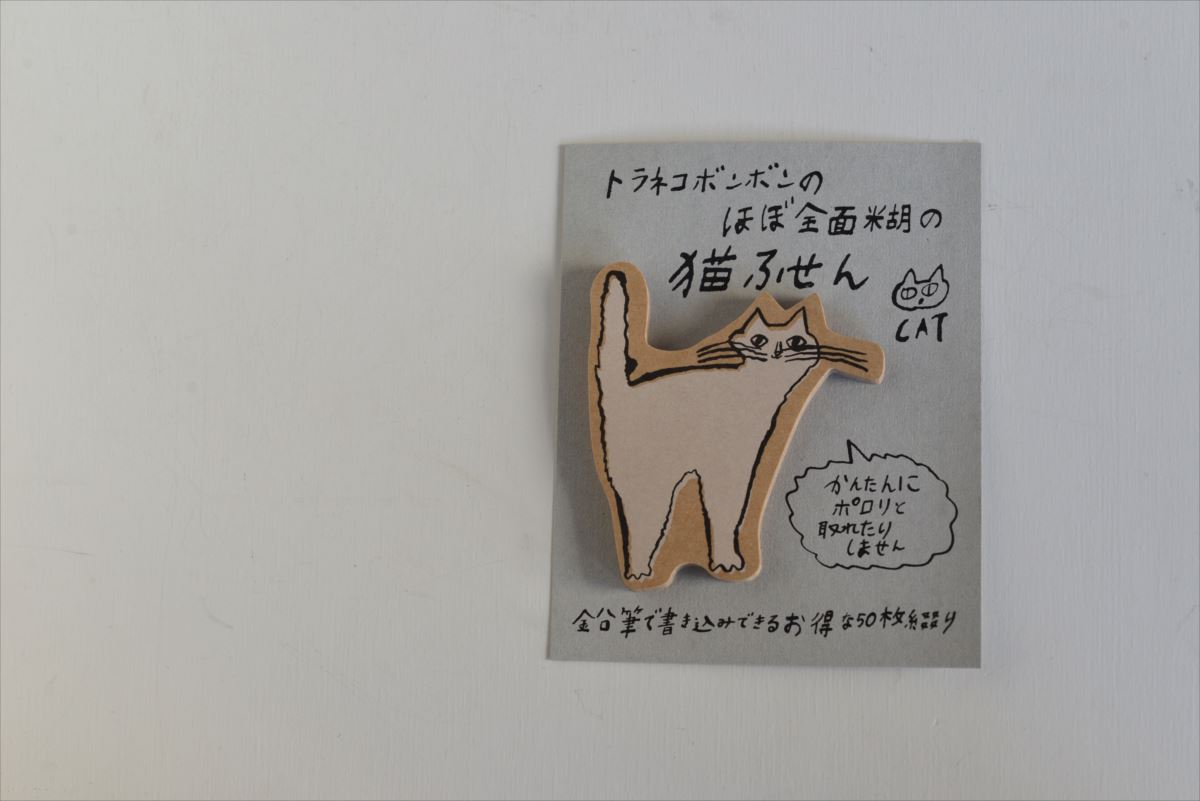 トラネコボンボンの
ほぼ全面糊の
猫ふせん
CAT
かんたんに
ポロリと
取れたり
しません
鉛筆で書き込みできるお得な50枚綴り